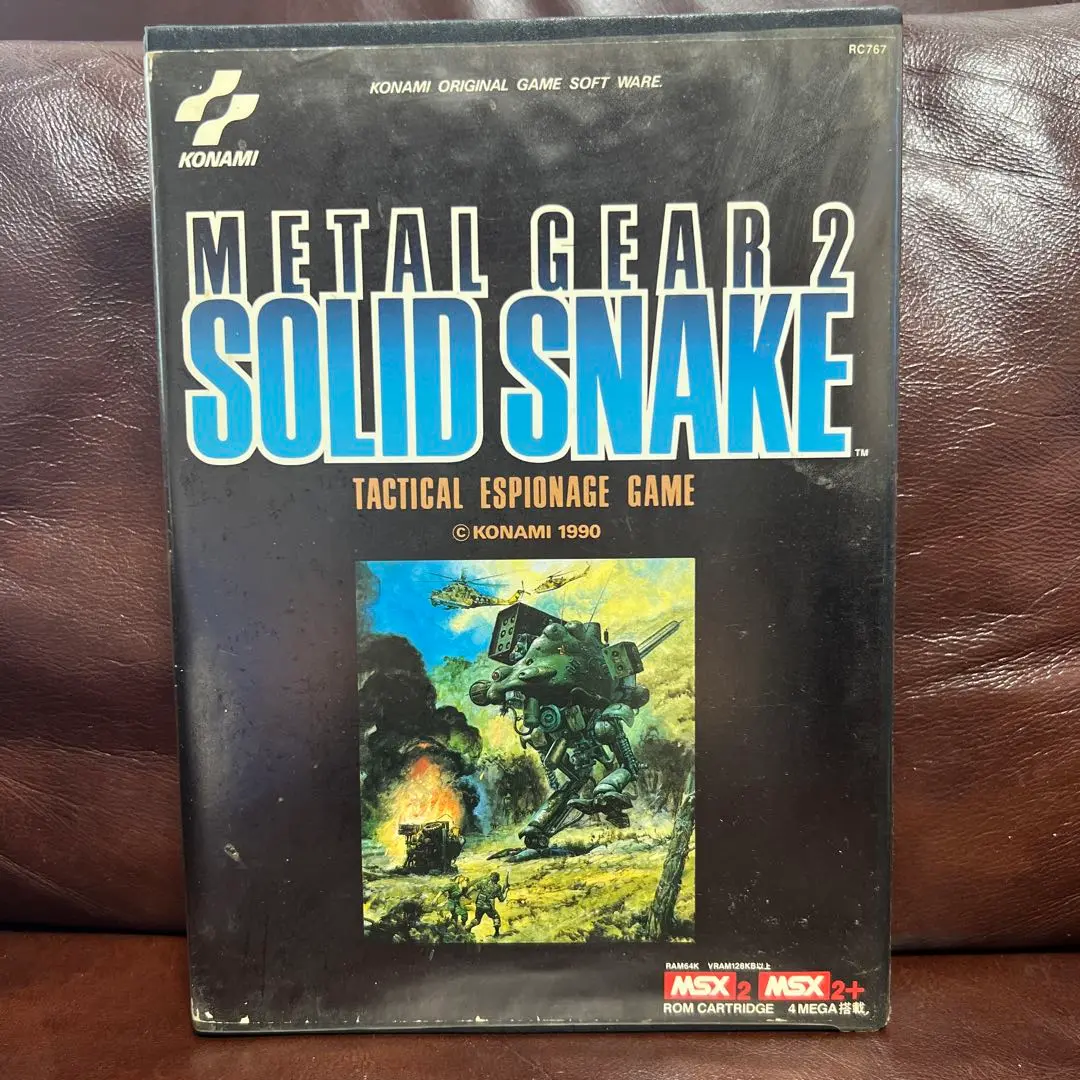 RC767
KONAMI ORIGINAL GAME SOFT WARE.
KONAMI
METAL GEAR 2
SOLID SNAKE™
TACTICAL ESPIONAGE GAME
© KONAMI 1990
RAM64K VRAM128KB以上
MSX2 MSX2+
ROM CARTRIDGE 4MEGA搭載